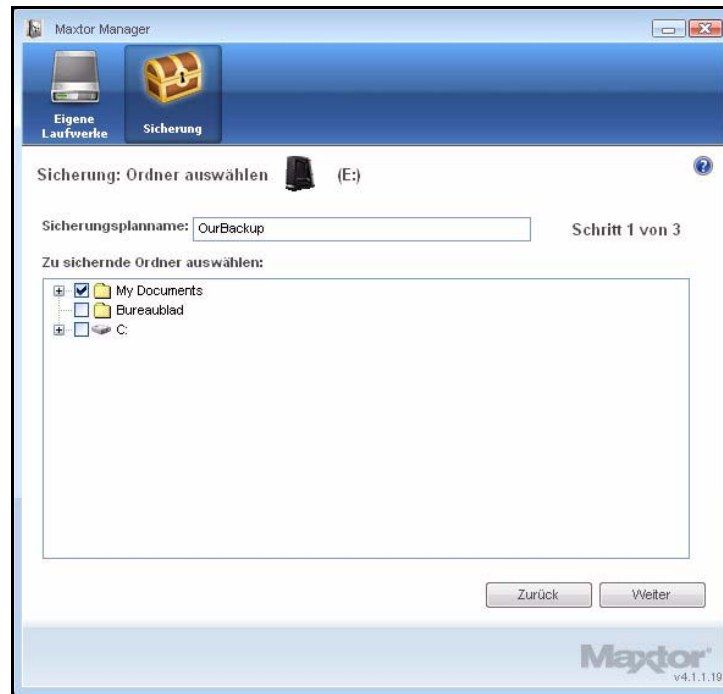 Maxtor Manager
Eigene
Laufwerke
Sicherung
Sicherung: Ordner auswählen (E:)
Sicherungsplanname: OurBackup
Schritt 1 von 3
Zu sichernde Ordner auswählen:
My Documents
Bureaublad
C:
Zurück
Weiter
Maxtor
v4.1.1.19